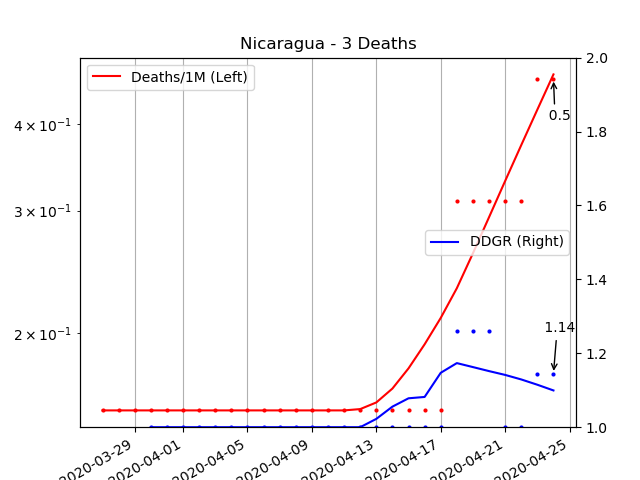 Nicaragua - 3 Deaths
Deaths/1M (Left)
DDGR (Right)
4 × 10⁻¹
3 × 10⁻¹
2 × 10⁻¹
2.0
1.8
1.6
1.4
1.2
1.0
0.5
1.14
2020-03-29
2020-04-01
2020-04-05
2020-04-09
2020-04-13
2020-04-17
2020-04-21
2020-04-25